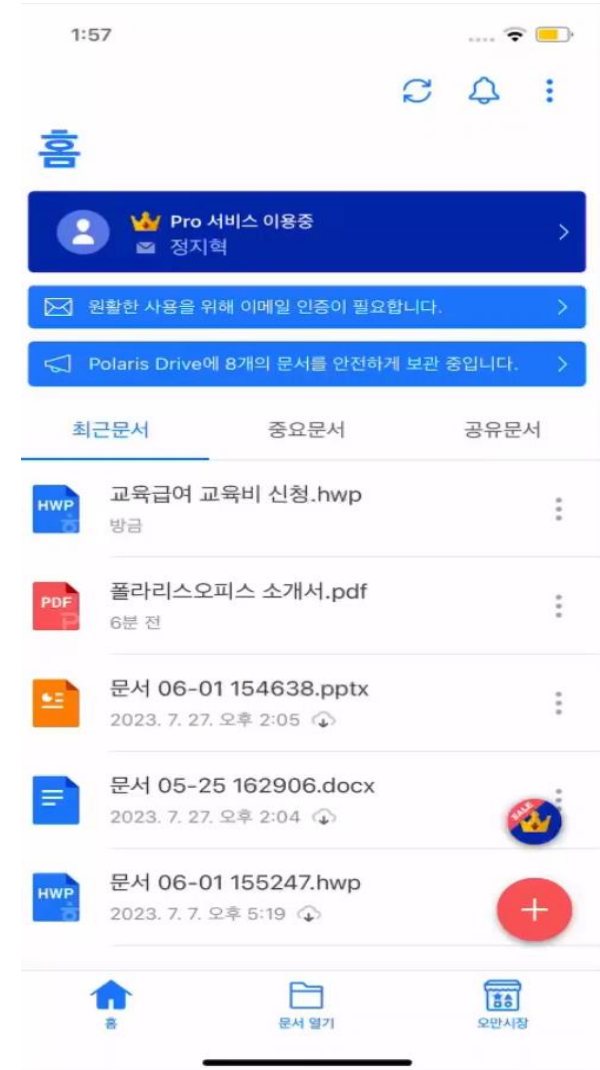 1:57
홈
Pro 서비스 이용중
정지혁
원활한 사용을 위해 이메일 인증이 필요합니다.
Polaris Drive에 8개의 문서를 안전하게 보관 중입니다.
최근문서 중요문서 공유문서
HWP 교육급여 교육비 신청.hwp
방금
PDF 폴라리스오피스 소개서.pdf
6분 전
문서 06-01 154638.pptx
2023. 7. 27. 오후 2:05
문서 05-25 162906.docx
2023. 7. 27. 오후 2:04
SALE
HWP 문서 06-01 155247.hwp
2023. 7. 7. 오후 5:19
홈 문서 열기 오만시장